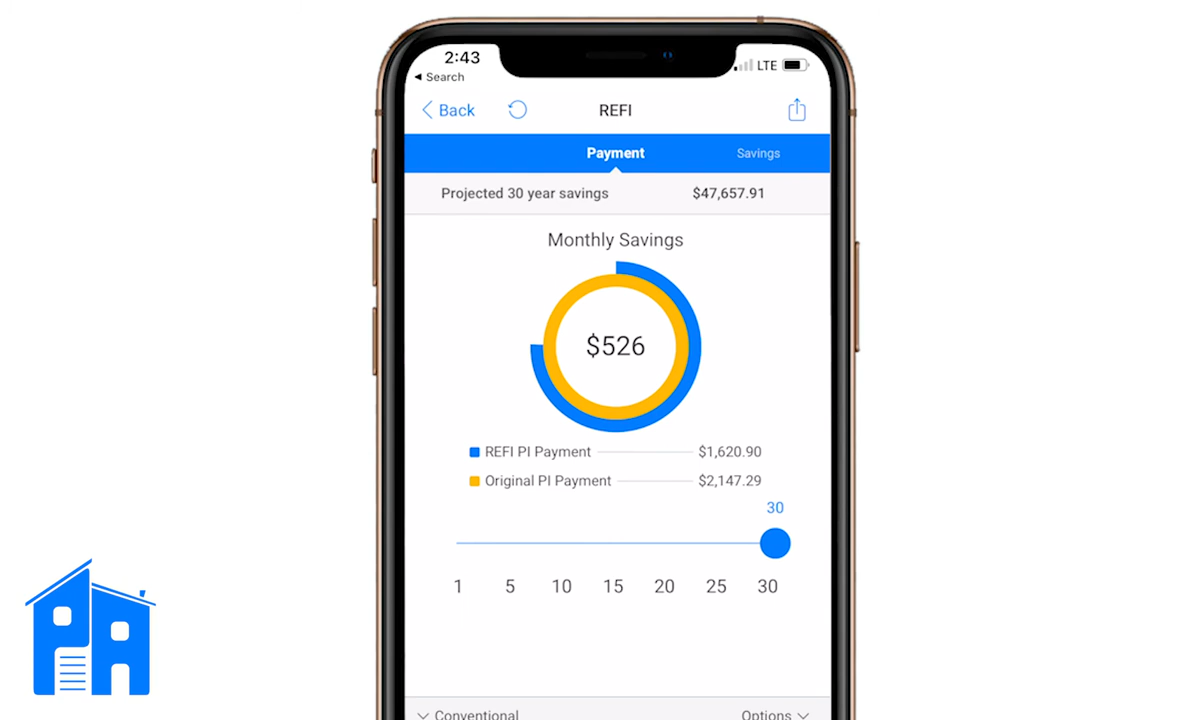 2:43
LTE
◀ Search
Back
REFI
Payment
Savings
Projected 30 year savings $47,657.91
Monthly Savings
$526
REFI PI Payment $1,620.90
Original PI Payment $2,147.29
30
1 5 10 15 20 25 30
PA
Conventional Options